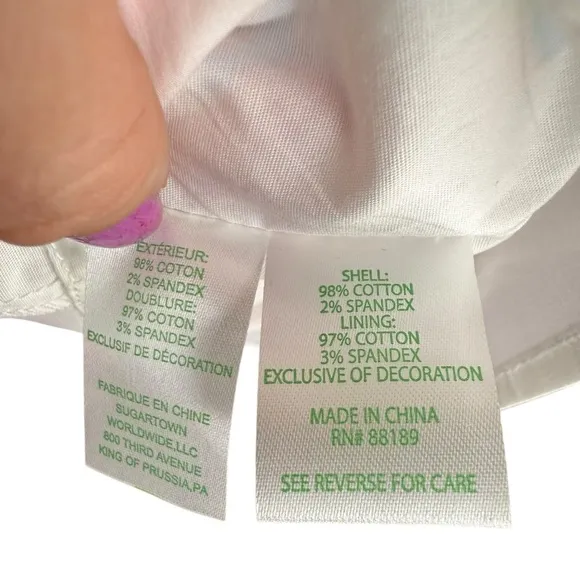 EXTÉRIEUR:
98% COTON
2% SPANDEX
DOUBLURE:
97% COTON
3% SPANDEX
EXCLUSIF DE DÉCORATION
FABRIQUE EN CHINE
SUGARTOWN
WORLDWIDE,LLC
800 THIRD AVENUE
KING OF PRUSSIA,PA
SHELL:
98% COTTON
2% SPANDEX
LINING:
97% COTTON
3% SPANDEX
EXCLUSIVE OF DECORATION
MADE IN CHINA
RN# 88189
SEE REVERSE FOR CARE